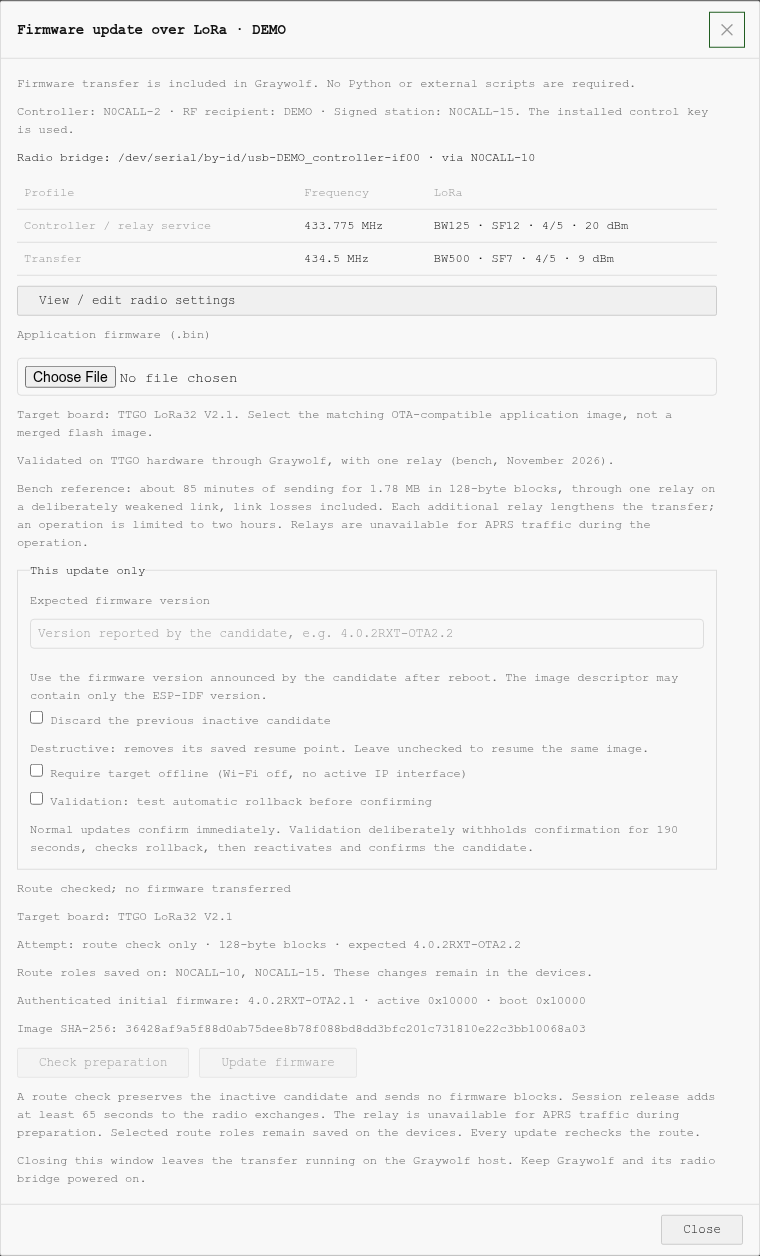 Firmware update over LoRa · DEMO
Firmware transfer is included in Graywolf. No Python or external scripts are required.
Controller: N0CALL-2 · RF recipient: DEMO · Signed station: N0CALL-15. The installed control key
is used.
Radio bridge: /dev/serial/by-id/usb-DEMO_controller-if00 · via N0CALL-10
Profile Frequency LoRa
Controller / relay service 433.775 MHz BW125 · SF12 · 4/5 · 20 dBm
Transfer 434.5 MHz BW500 · SF7 · 4/5 · 9 dBm
View / edit radio settings
Application firmware (.bin)
Choose File No file chosen
Target board: TTGO LoRa32 V2.1. Select the matching OTA-compatible application image, not a
merged flash image.
Validated on TTGO hardware through Graywolf, with one relay (bench, November 2026).
Bench reference: about 85 minutes of sending for 1.78 MB in 128-byte blocks, through one relay on
a deliberately weakened link, link losses included. Each additional relay lengthens the transfer;
an operation is limited to two hours. Relays are unavailable for APRS traffic during the
operation.
This update only
Expected firmware version
Version reported by the candidate, e.g. 4.0.2RXT-OTA2.2
Use the firmware version announced by the candidate after reboot. The image descriptor may
contain only the ESP-IDF version.
Discard the previous inactive candidate
Destructive: removes its saved resume point. Leave unchecked to resume the same image.
Require target offline (Wi-Fi off, no active IP interface)
Validation: test automatic rollback before confirming
Normal updates confirm immediately. Validation deliberately withholds confirmation for 190
seconds, checks rollback, then reactivates and confirms the candidate.
Route checked; no firmware transferred
Target board: TTGO LoRa32 V2.1
Attempt: route check only · 128-byte blocks · expected 4.0.2RXT-OTA2.2
Route roles saved on: N0CALL-10, N0CALL-15. These changes remain in the devices.
Authenticated initial firmware: 4.0.2RXT-OTA2.1 · active 0x10000 · boot 0x10000
Image SHA-256: 36428af9a5f88d0ab75dee8b78f088bd8dd3bfc201c731810e22c3bb10068a03
Check preparation Update firmware
A route check preserves the inactive candidate and sends no firmware blocks. Session release adds
at least 65 seconds to the radio exchanges. The relay is unavailable for APRS traffic during
preparation. Selected route roles remain saved on the devices. Every update rechecks the route.
Closing this window leaves the transfer running on the Graywolf host. Keep Graywolf and its radio
bridge powered on.
Close